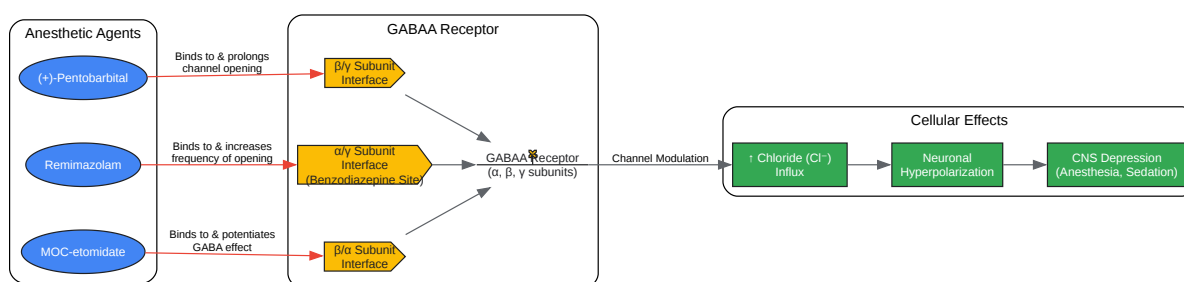 Anesthetic Agents
(+)-Pentobarbital
Remimazolam
MOC-etomidate
Binds to & prolongs
channel opening
Binds to & increases
frequency of opening
Binds to & potentiates
GABA effect
GABAA Receptor
β/γ Subunit
Interface
α/γ Subunit
Interface
(Benzodiazepine Site)
β/α Subunit
Interface
GABAA Receptor
(α, β, γ subunits)
Channel Modulation
Cellular Effects
↑ Chloride (Cl⁻)
Influx
Neuronal
Hyperpolarization
CNS Depression
(Anesthesia, Sedation)